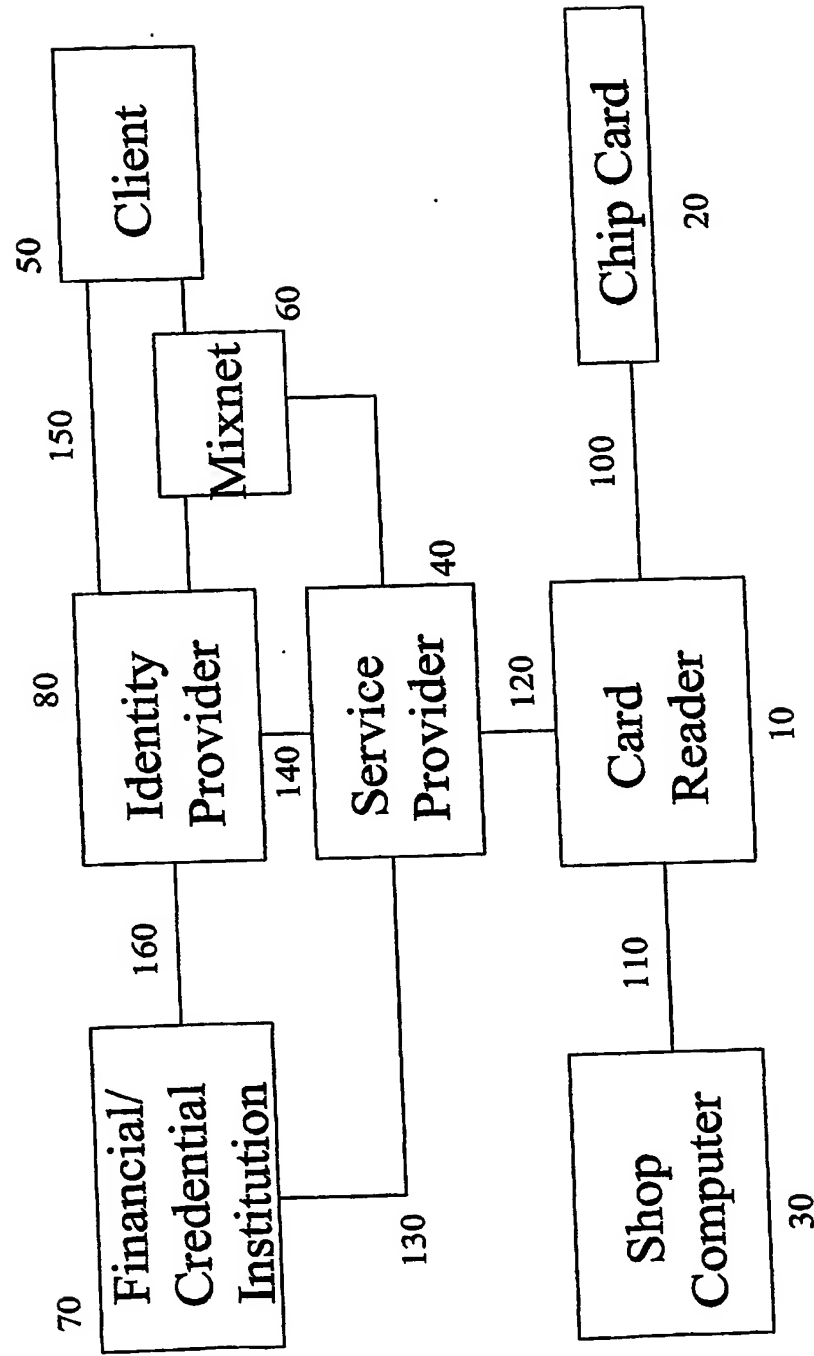 70
Financial/
Credential
Institution
160
80
Identity
Provider
150
50
Client
Mixnet
60
130
140
Service
Provider
40
120
30
Shop
Computer
110
Card
Reader
10
100
Chip Card
20